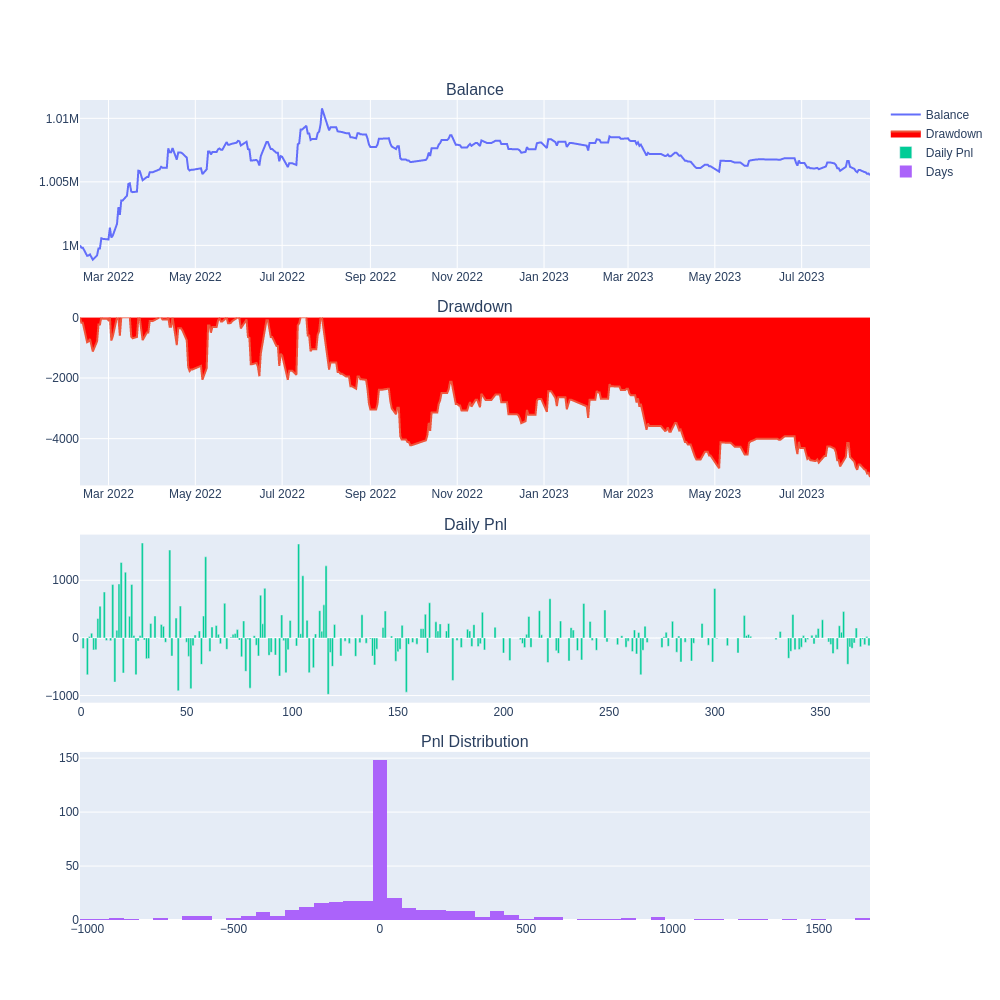 Balance
1.01M
1.005M
1M
Mar 2022 May 2022 Jul 2022 Sep 2022 Nov 2022 Jan 2023 Mar 2023 May 2023 Jul 2023
Balance
Drawdown
Daily Pnl
Days
Drawdown
0
−2000
−4000
Mar 2022 May 2022 Jul 2022 Sep 2022 Nov 2022 Jan 2023 Mar 2023 May 2023 Jul 2023
Daily Pnl
1000
0
−1000
0 50 100 150 200 250 300 350
Pnl Distribution
150
100
50
0
−1000 −500 0 500 1000 1500